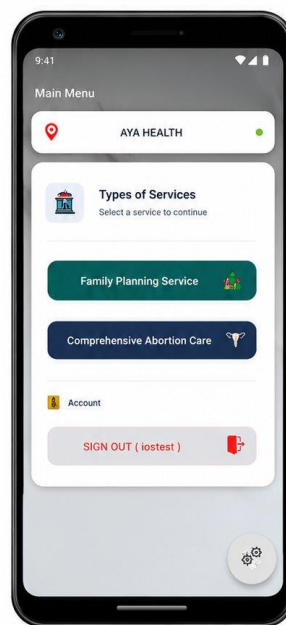 9:41
Main Menu
AYA HEALTH
Types of Services
Select a service to continue
Family Planning Service
Comprehensive Abortion Care
Account
SIGN OUT ( iostest )